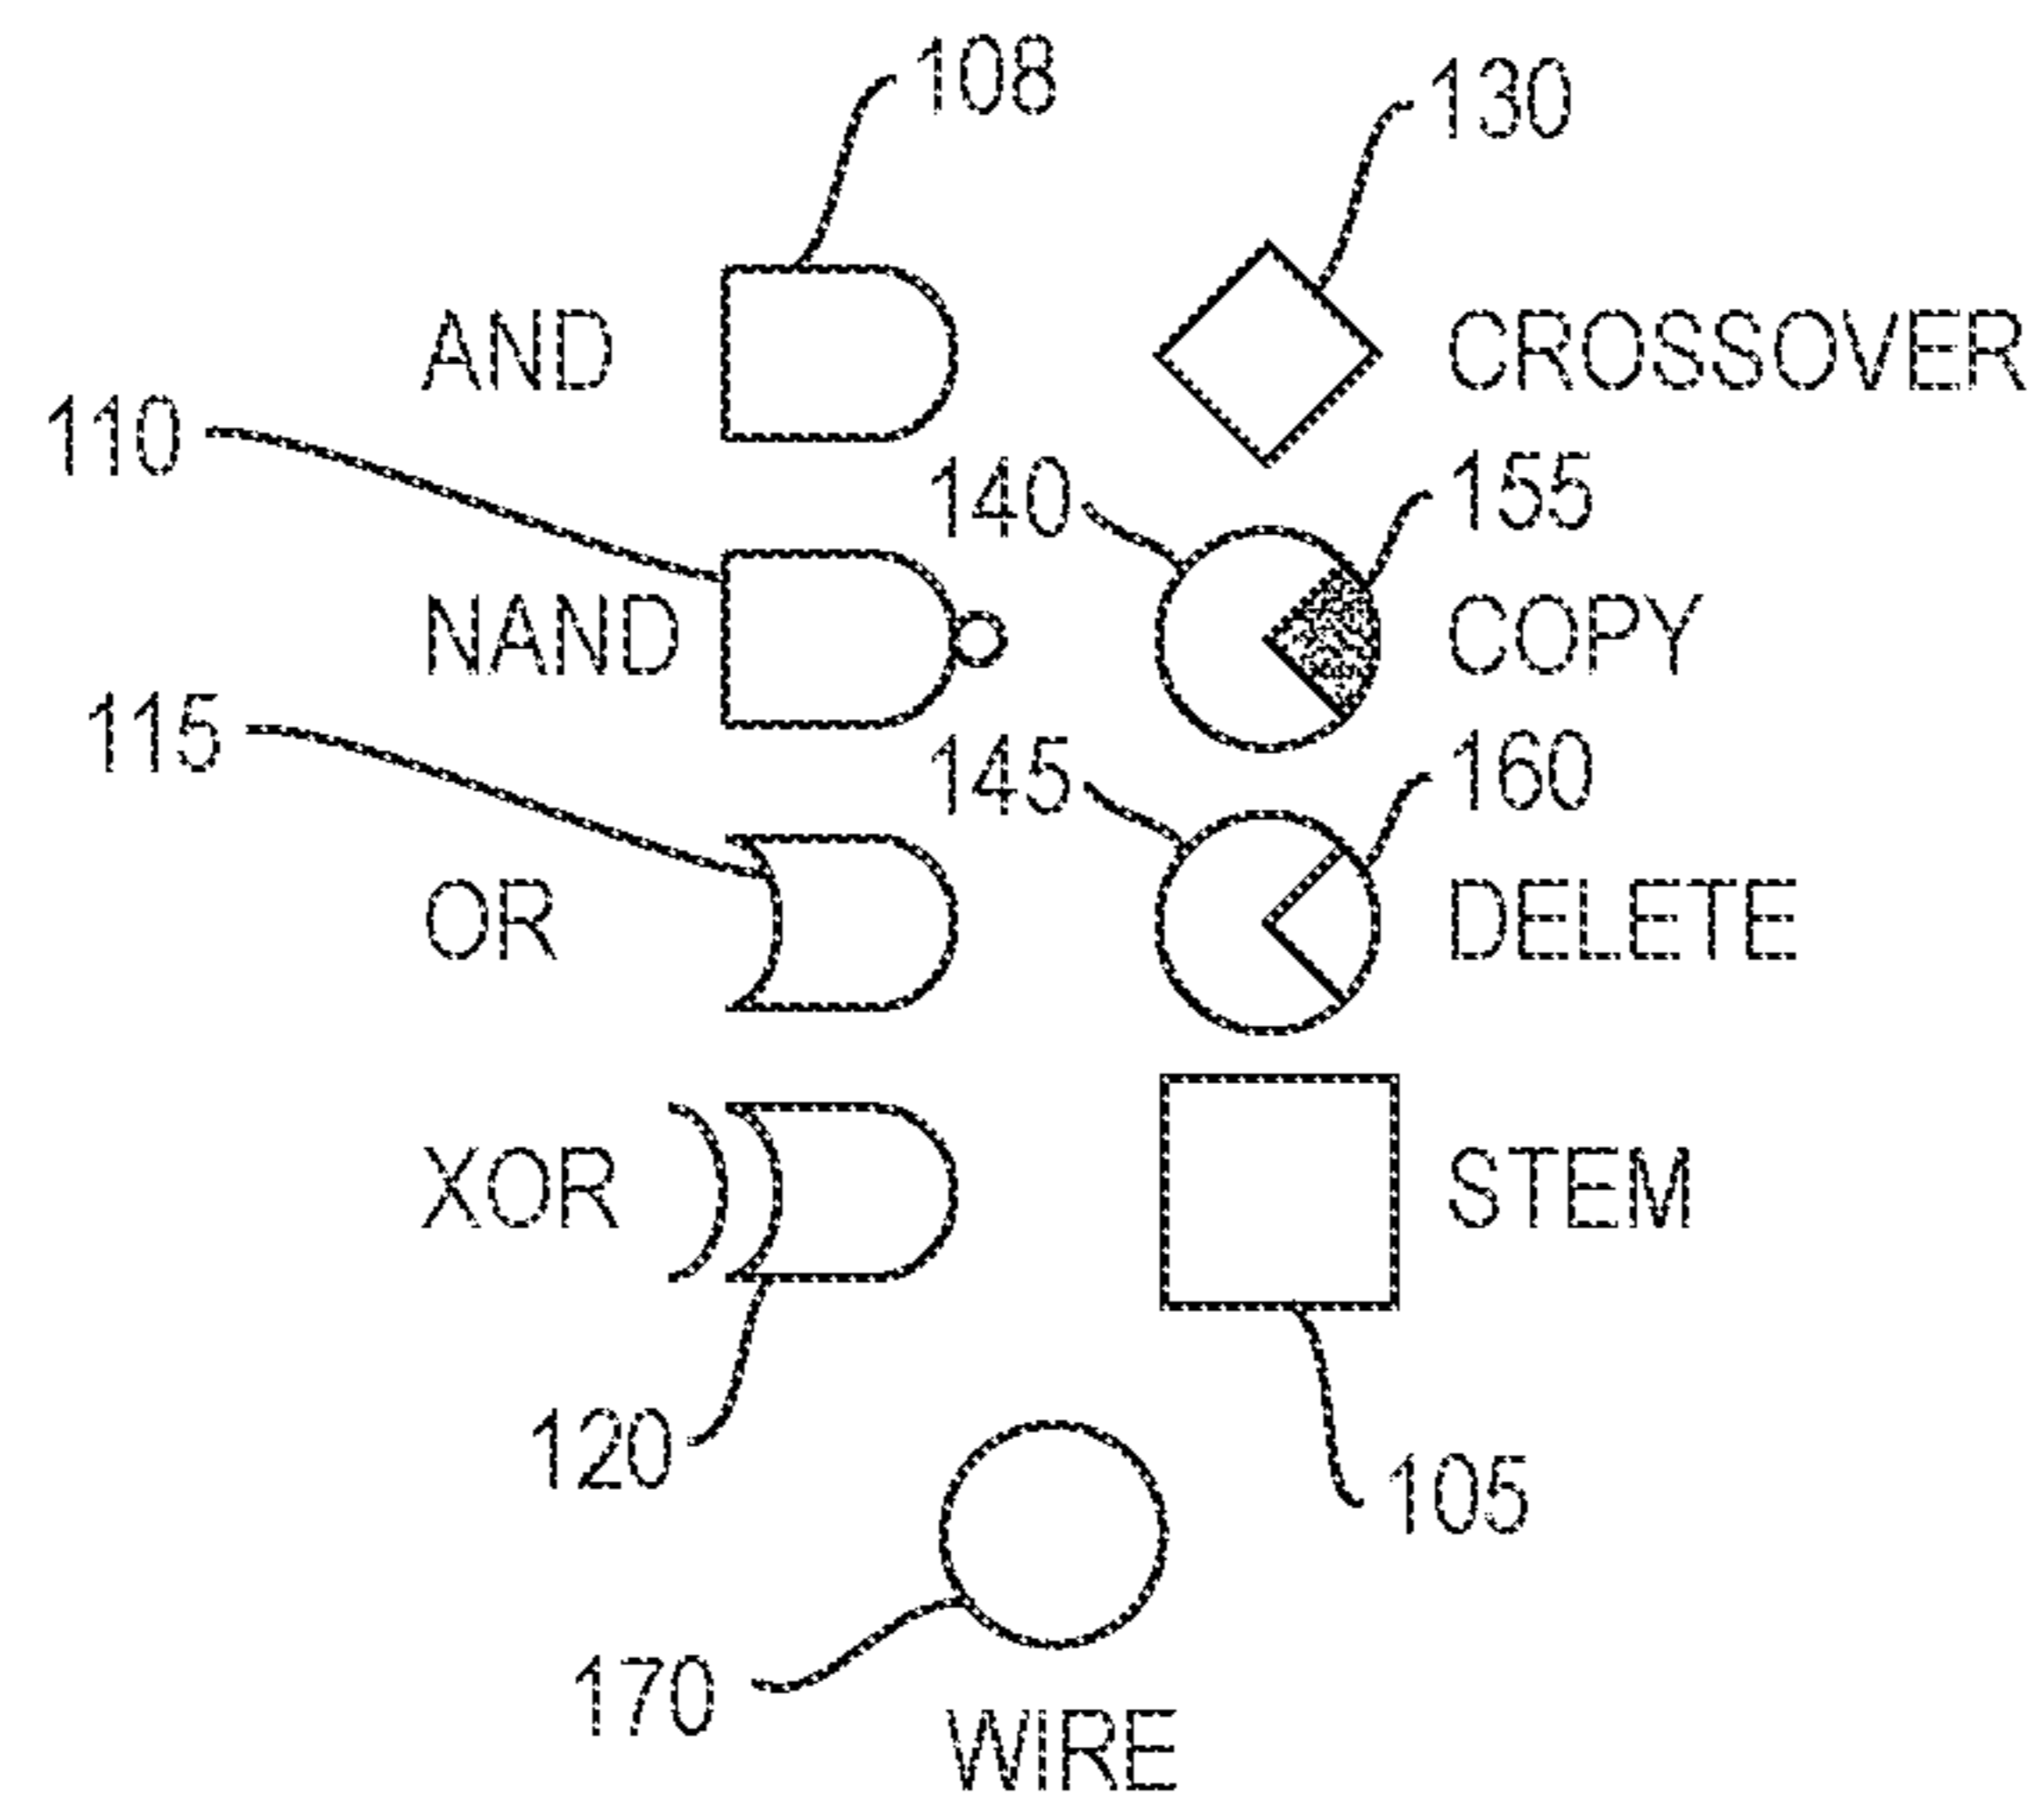 108
130
AND
CROSSOVER
110
140
155
NAND
COPY
115
145
160
OR
DELETE
XOR
STEM
120
105
170
WIRE